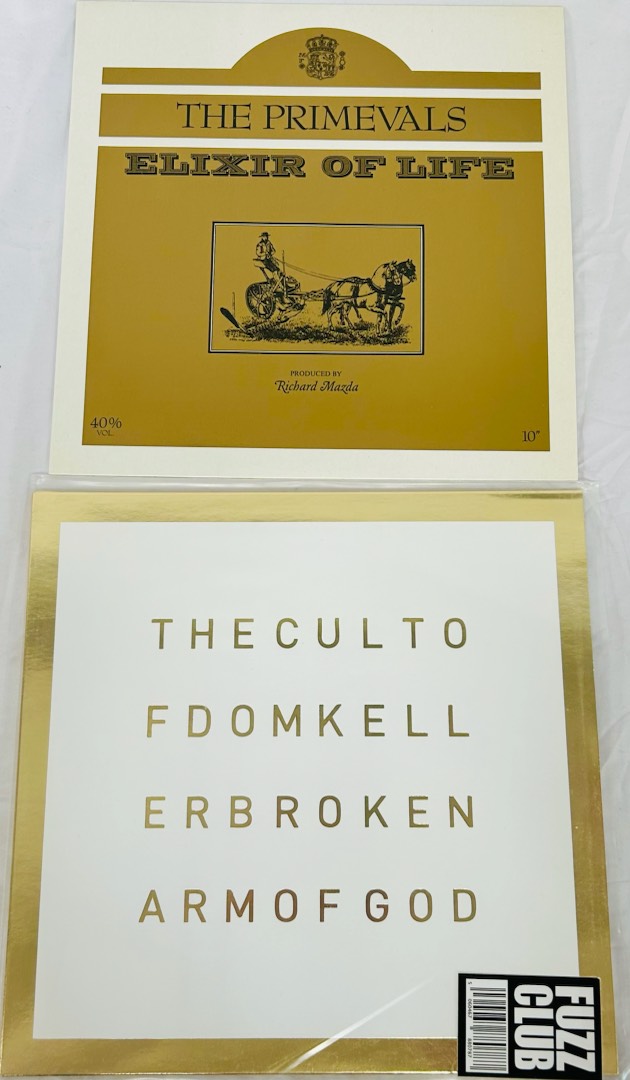 THE PRIMEVALS
ELIXIR OF LIFE
PRODUCED BY
Richard Mazda
40%
VOL.
10"
THECULTO
FDOMKELL
ERBROKEN
ARMOFGOD
FUZZ
CLUB